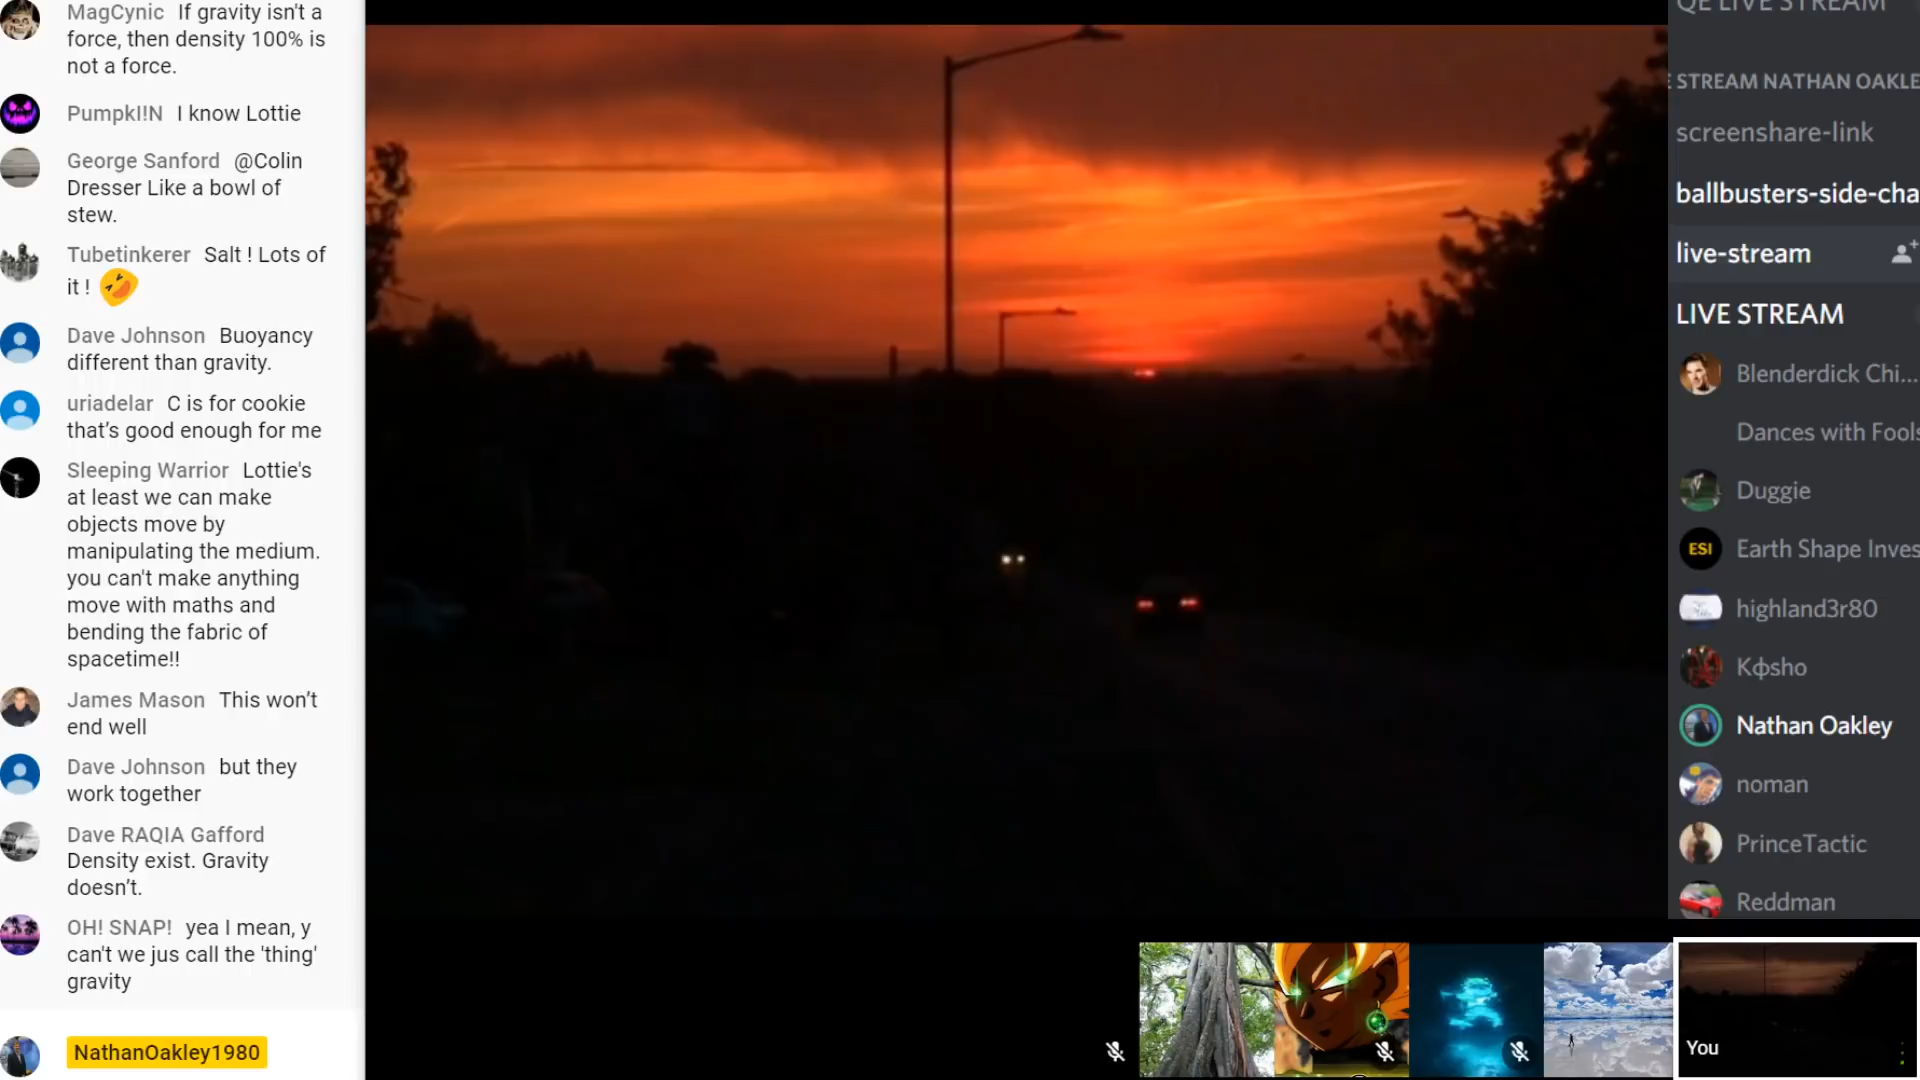 MagCynic If gravity isn't a
force, then density 100% is
not a force.
PumpkI!N I know Lottie
George Sanford @Colin
Dresser Like a bowl of
stew.
Tubetinkerer Salt ! Lots of
it !
Dave Johnson Buoyancy
different than gravity.
uriadelar C is for cookie
that’s good enough for me
Sleeping Warrior Lottie's
at least we can make
objects move by
manipulating the medium.
you can't make anything
move with maths and
bending the fabric of
spacetime!!
James Mason This won’t
end well
Dave Johnson but they
work together
Dave RAQIA Gafford
Density exist. Gravity
doesn’t.
OH! SNAP! yea I mean, y
can't we jus call the 'thing'
gravity
NathanOakley1980
QE LIVE STREAM
E STREAM NATHAN OAKLE
screenshare-link
ballbusters-side-cha
live-stream
LIVE STREAM
Blenderdick Chi...
Dances with Fools
Duggie
ESI
Earth Shape Inves
highland3r80
Kфsho
Nathan Oakley
noman
PrinceTactic
Reddman
You